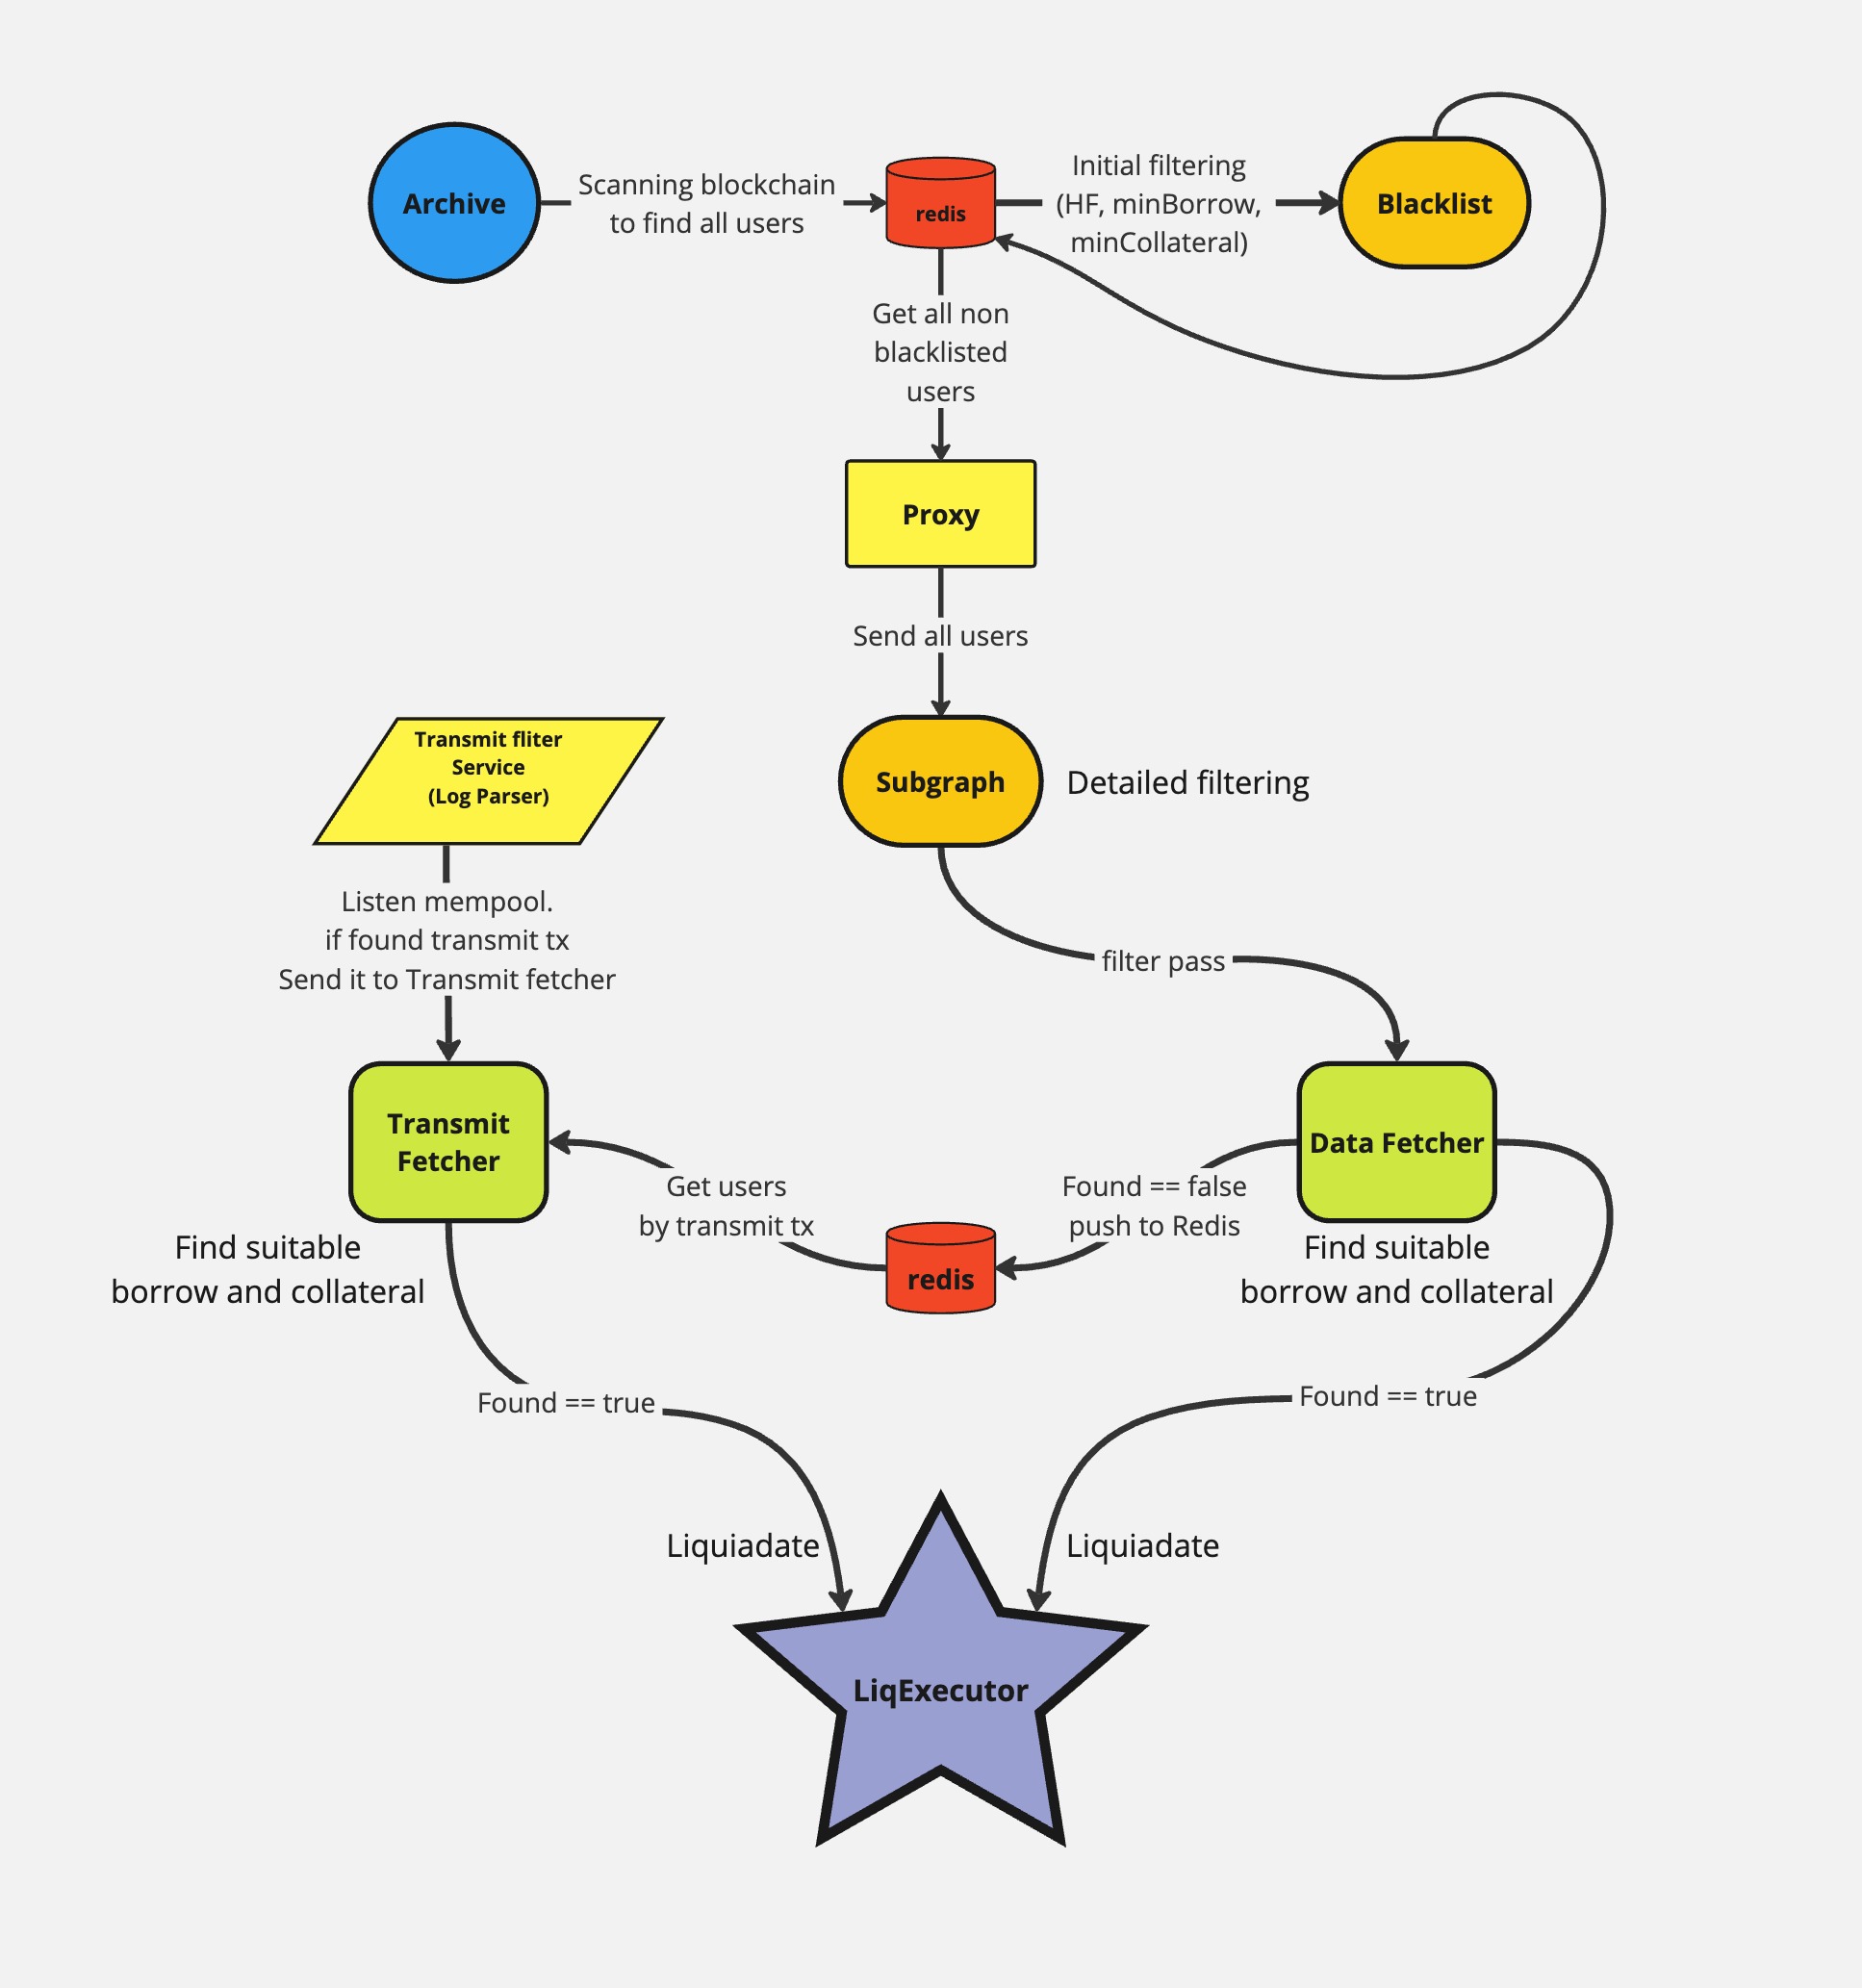 Archive
Scanning blockchain
to find all users
redis
Initial filtering
(HF, minBorrow,
minCollateral)
Blacklist
Get all non
blacklisted
users
Proxy
Send all users
Transmit fliter
Service
(Log Parser)
Subgraph
Detailed filtering
Listen mempool.
if found transmit tx
Send it to Transmit fetcher
filter pass
Transmit
Fetcher
Data Fetcher
Get users
by transmit tx
Found == false
push to Redis
redis
Find suitable
borrow and collateral
Find suitable
borrow and collateral
Found == true
Found == true
Liquiadate
Liquiadate
LiqExecutor